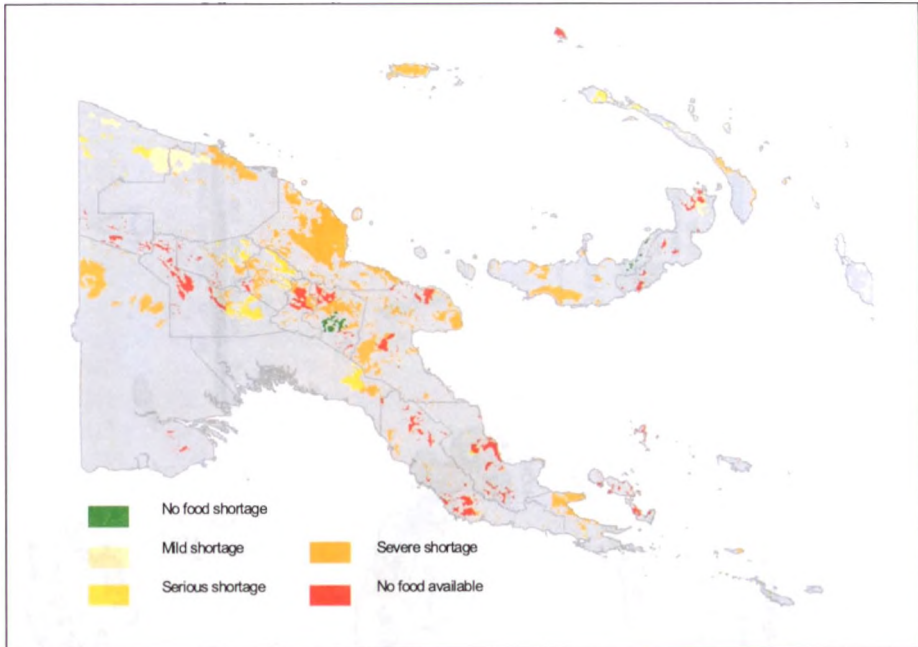 No food shortage
Mild shortage
Serious shortage
Severe shortage
No food available